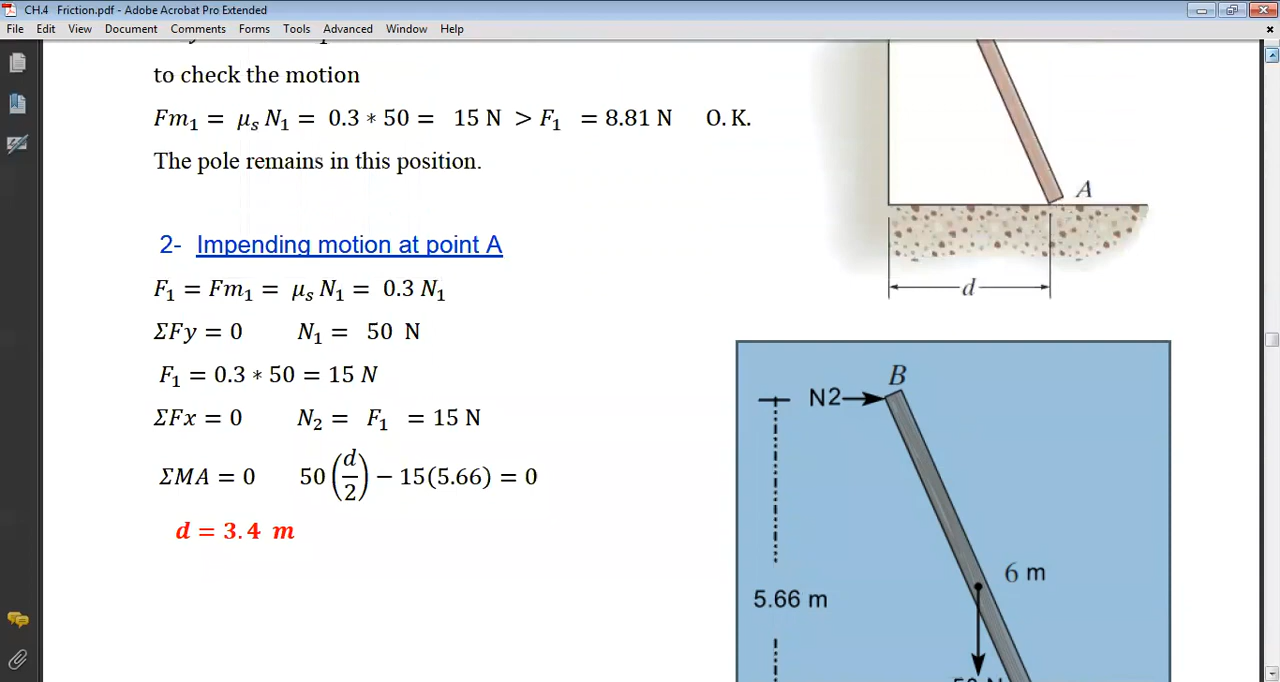 CH.4 Friction.pdf - Adobe Acrobat Pro Extended
File Edit View Document Comments Forms Tools Advanced Window Help
to check the motion
Fm₁ = μₛ N₁ = 0.3 ∗ 50 = 15 N > F₁ = 8.81 N O. K.
The pole remains in this position.
2- Impending motion at point A
F₁ = Fm₁ = μₛ N₁ = 0.3 N₁
ΣFy = 0 N₁ = 50 N
F₁ = 0.3 ∗ 50 = 15 N
ΣFx = 0 N₂ = F₁ = 15 N
ΣMA = 0 50 (d/2) − 15(5.66) = 0
d = 3.4 m
A
d
B
N2
6 m
5.66 m